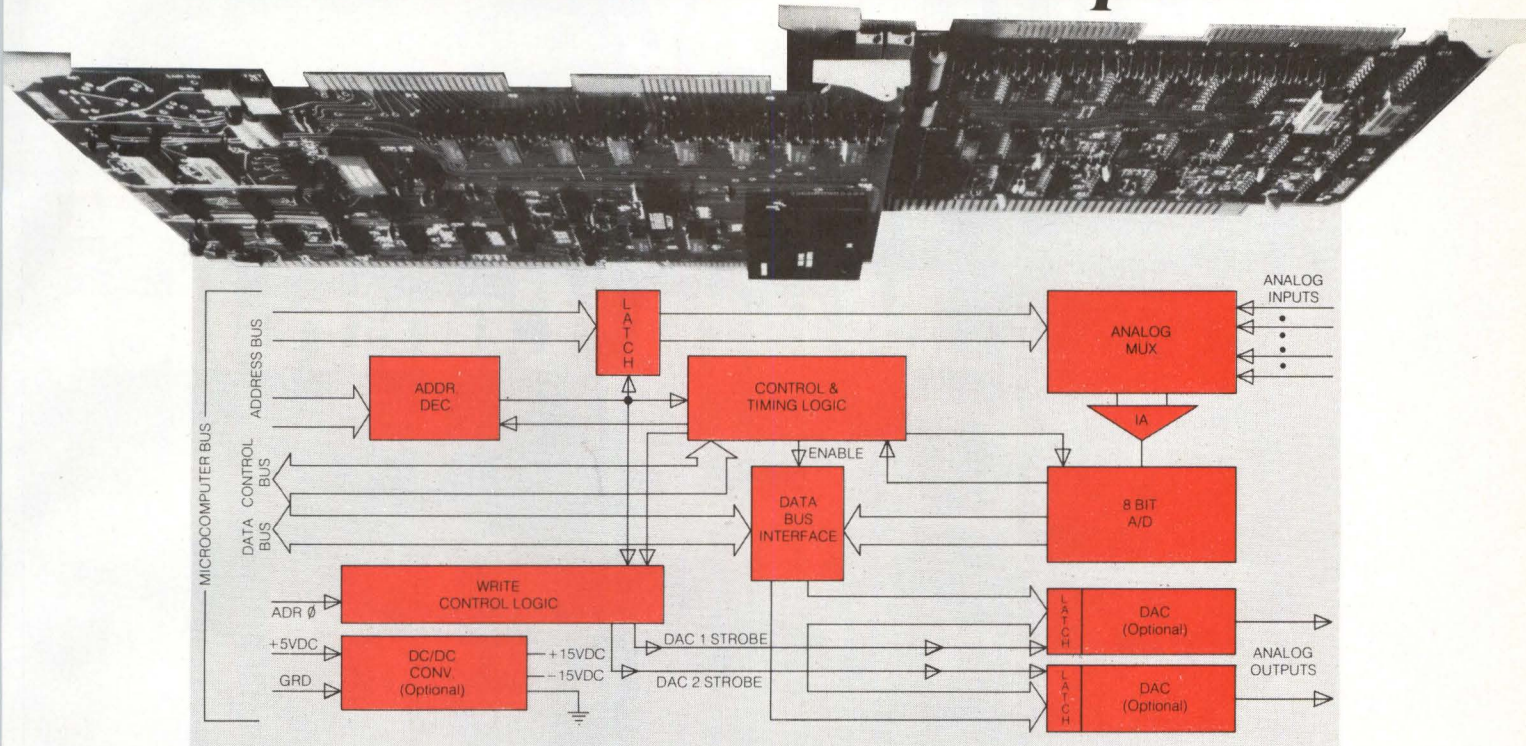 ANALOG
INPUTS
MICROCOMPUTER BUS
ADDRESS BUS
LATCH
ANALOG
MUX
ADDR.
DEC.
CONTROL &
TIMING LOGIC
IA
CONTROL
BUS
ENABLE
DATA
BUS
DATA
BUS
INTERFACE
8 BIT
A/D
WRITE
CONTROL LOGIC
ADR Ø
LATCH
DAC
(Optional)
DAC 1 STROBE
+5VDC
DC/DC
CONV.
(Optional)
+15VDC
-15VDC
GRD
DAC 2 STROBE
ANALOG
OUTPUTS
LATCH
DAC
(Optional)